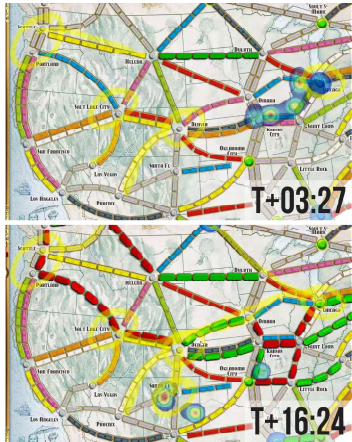 SAULT S.
MARIE
SEATTLE
PORTLAND
HELENA
DULUTH
SALT LAKE CITY
OMAHA
CHICAGO
DENVER
KANSAS
CITY
SAINT LOUIS
SAN FRANCISCO
SANTA FE
OKLAHOMA
CITY
LAS VEGAS
LITTLE ROCK
LOS ANGELES
PHOENIX
T+03:27
SAULT S.
MARIE
SEATTLE
PORTLAND
HELENA
DULUTH
SALT LAKE CITY
OMAHA
CHICAGO
DENVER
KANSAS
CITY
SAINT LOUIS
SAN FRANCISCO
OKLAHOMA
CITY
LAS VEGAS
LITTLE ROCK
LOS ANGELES
PHOENIX
T+16:24